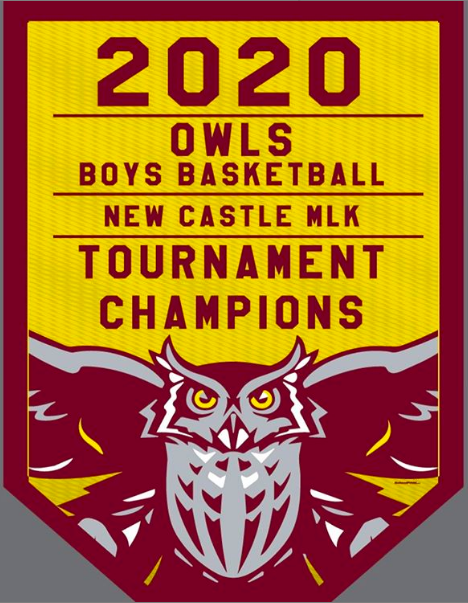 2020
OWLS
BOYS BASKETBALL
NEW CASTLE MLK
TOURNAMENT
CHAMPIONS